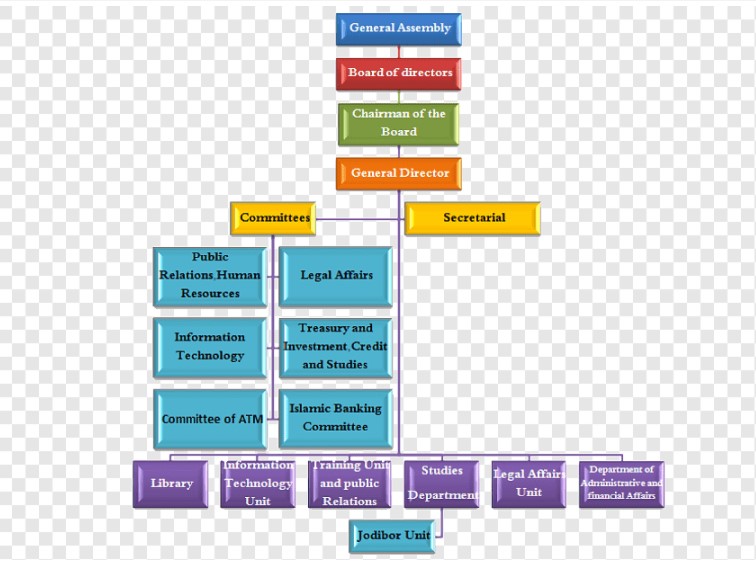 General Assembly
Board of directors
Chairman of the
Board
General Director
Committees
Secretarial
Public
Relations,Human
Resources
Legal Affairs
Information
Technology
Treasury and
Investment,Credit
and Studies
Committee of ATM
Islamic Banking
Committee
Library
Information
Technology
Unit
Training Unit
and public
Relations
Studies
Department
Legal Affairs
Unit
Department of
Administrative and
financial Affairs
Jodibor Unit